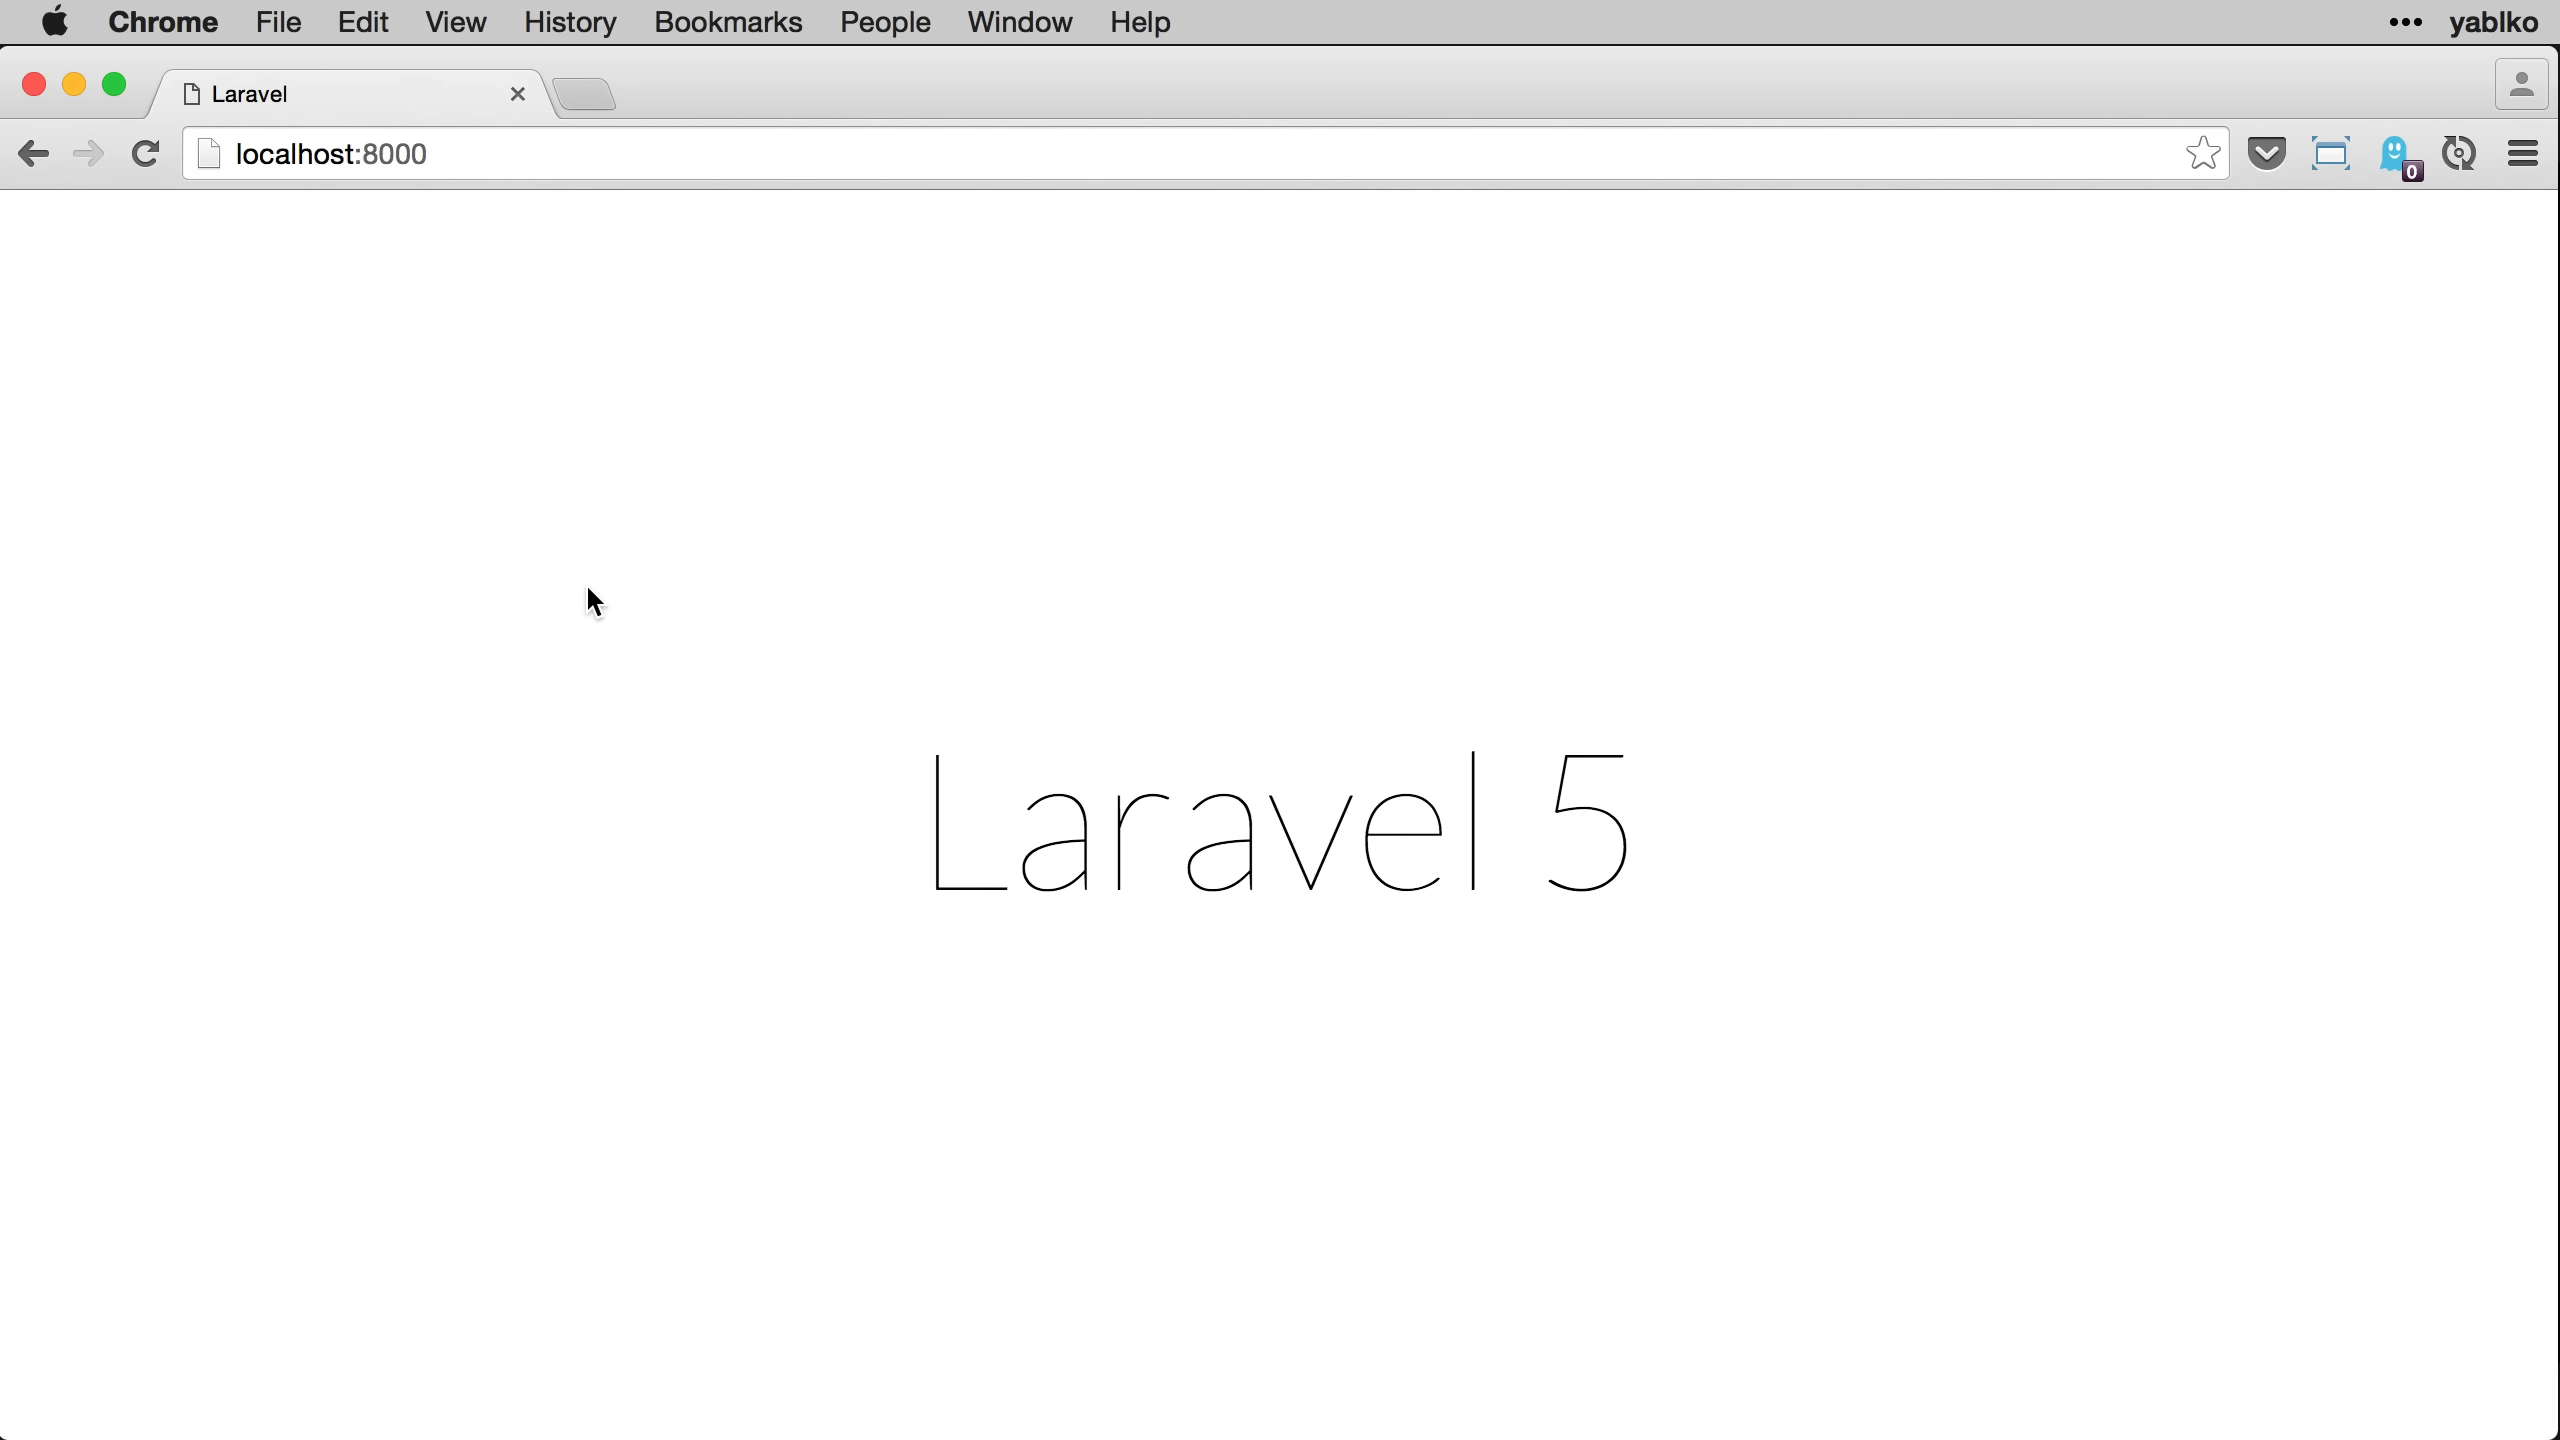 Chrome File Edit View History Bookmarks People Window Help ••• yablko
Laravel
localhost:8000
0
Laravel 5